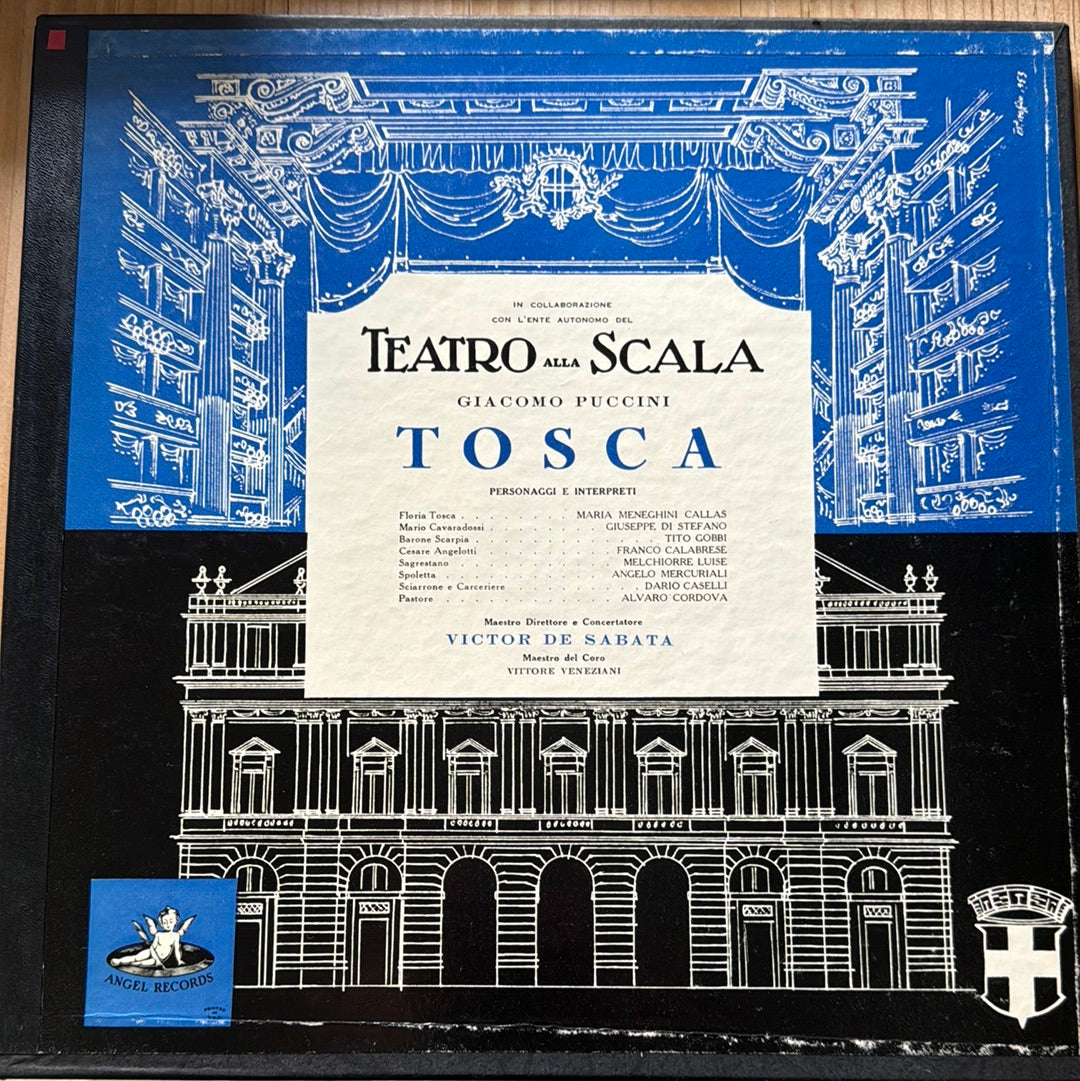 IN COLLABORAZIONE
CON L'ENTE AUTONOMO DEL
TEATRO ALLA SCALA
GIACOMO PUCCINI
TOSCA
PERSONAGGI E INTERPRETI
Floria Tosca . . . . . . . . MARIA MENEGHINI CALLAS
Mario Cavaradossi . . . . . . . . GIUSEPPE DI STEFANO
Barone Scarpia . . . . . . . . . . . . . TITO GOBBI
Cesare Angelotti . . . . . . . . . FRANCO CALABRESE
Sagrestano . . . . . . . . . . . MELCHIORRE LUISE
Spoletta . . . . . . . . . . . ANGELO MERCURIALI
Sciarrone e Carceriere . . . . . . . . DARIO CASELLI
Pastore . . . . . . . . . . . . ALVARO CORDOVA
Maestro Direttore e Concertatore
VICTOR DE SABATA
Maestro del Coro
VITTORE VENEZIANI
ANGEL RECORDS